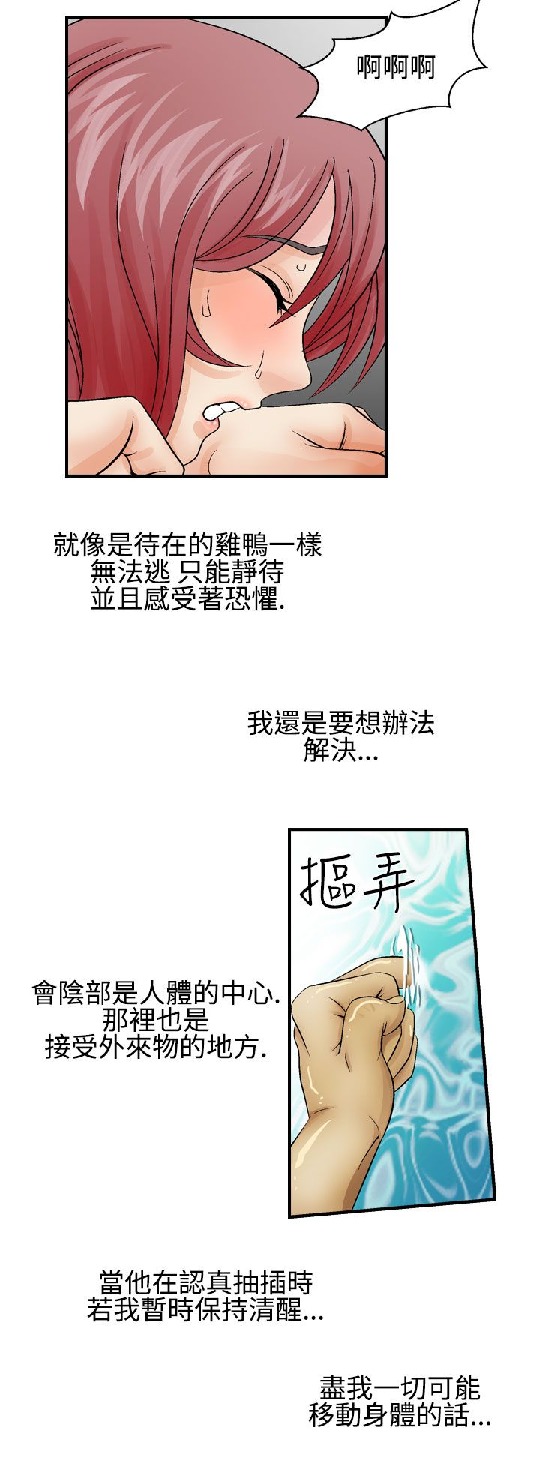 啊啊啊
就像是待在的雞鴨一樣
無法逃 只能靜待
並且感受著恐懼.
我還是要想辦法
解決...
摳弄
會陰部是人體的中心.
那裡也是
接受外來物的地方.
當他在認真抽插時
若我暫時保持清醒...
盡我一切可能
移動身體的話...